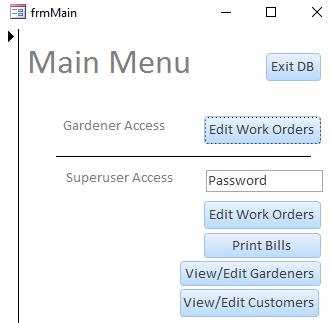 frmMain
Main Menu
Exit DB
Gardener Access
Edit Work Orders
Superuser Access
Password
Edit Work Orders
Print Bills
View/Edit Gardeners
View/Edit Customers